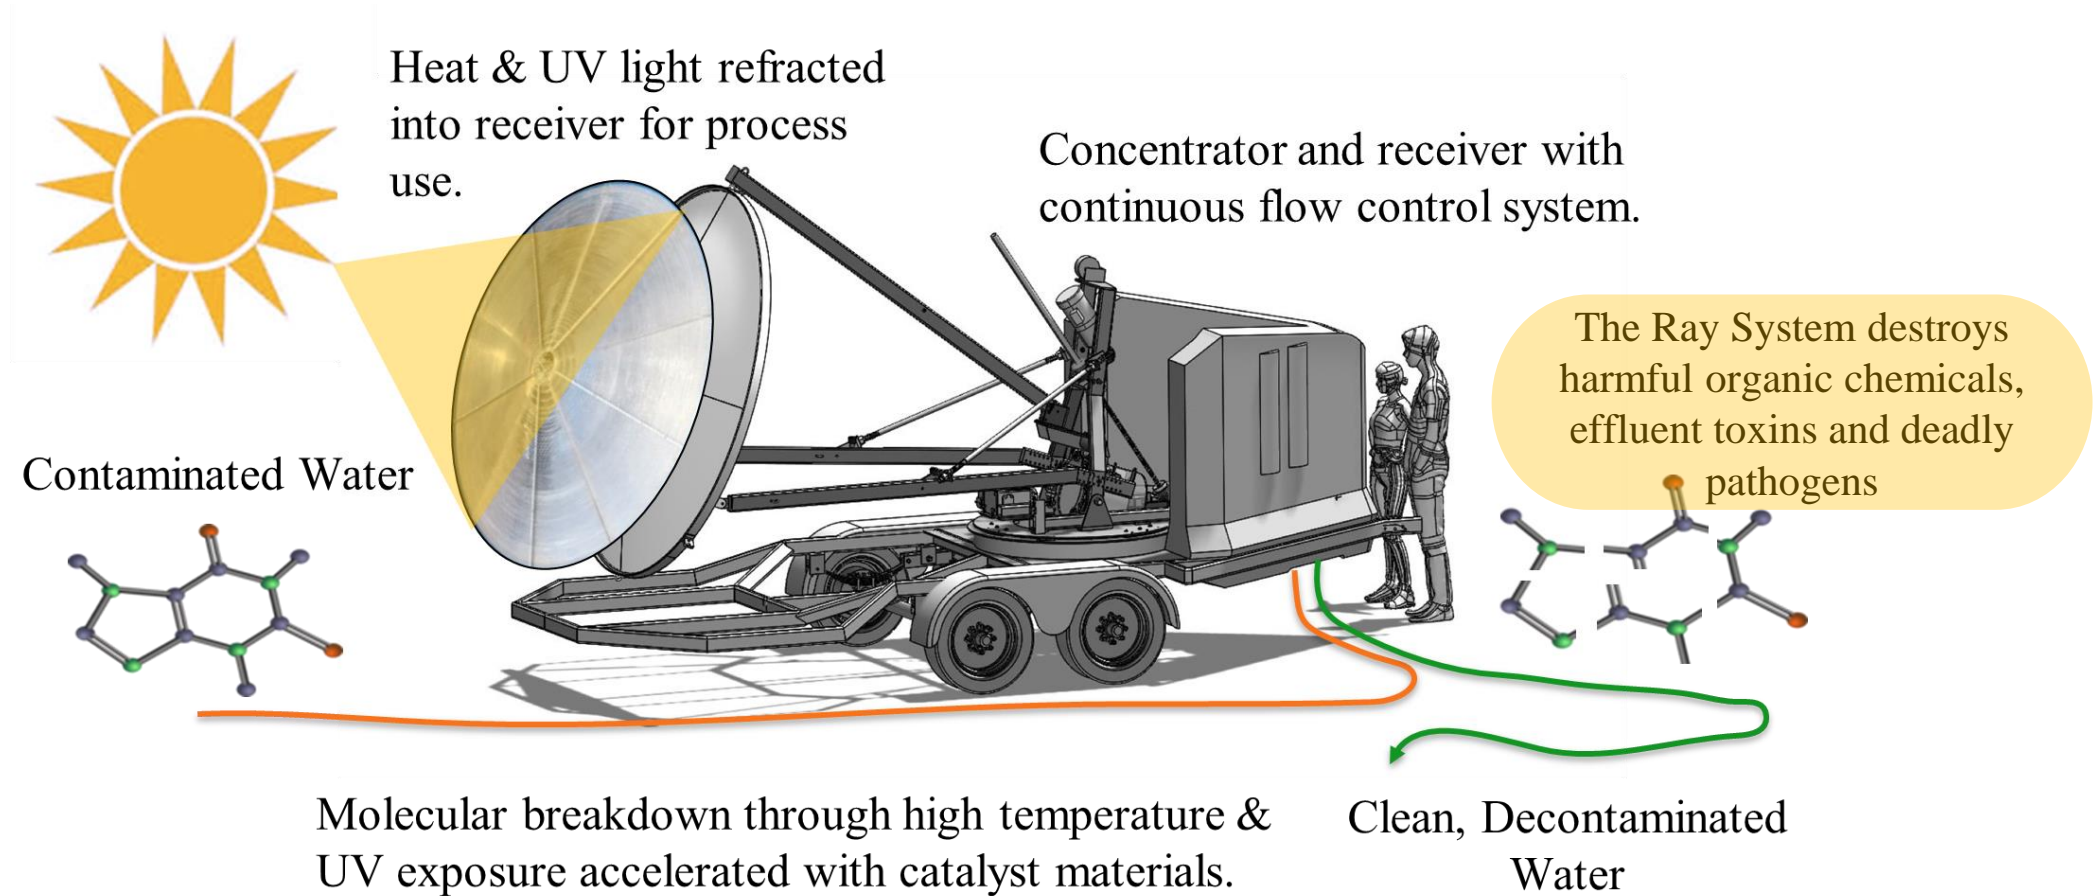 Heat & UV light refracted
into receiver for process
use.
Concentrator and receiver with
continuous flow control system.
The Ray System destroys
harmful organic chemicals,
effluent toxins and deadly
pathogens
Contaminated Water
Molecular breakdown through high temperature &
UV exposure accelerated with catalyst materials.
Clean, Decontaminated
Water